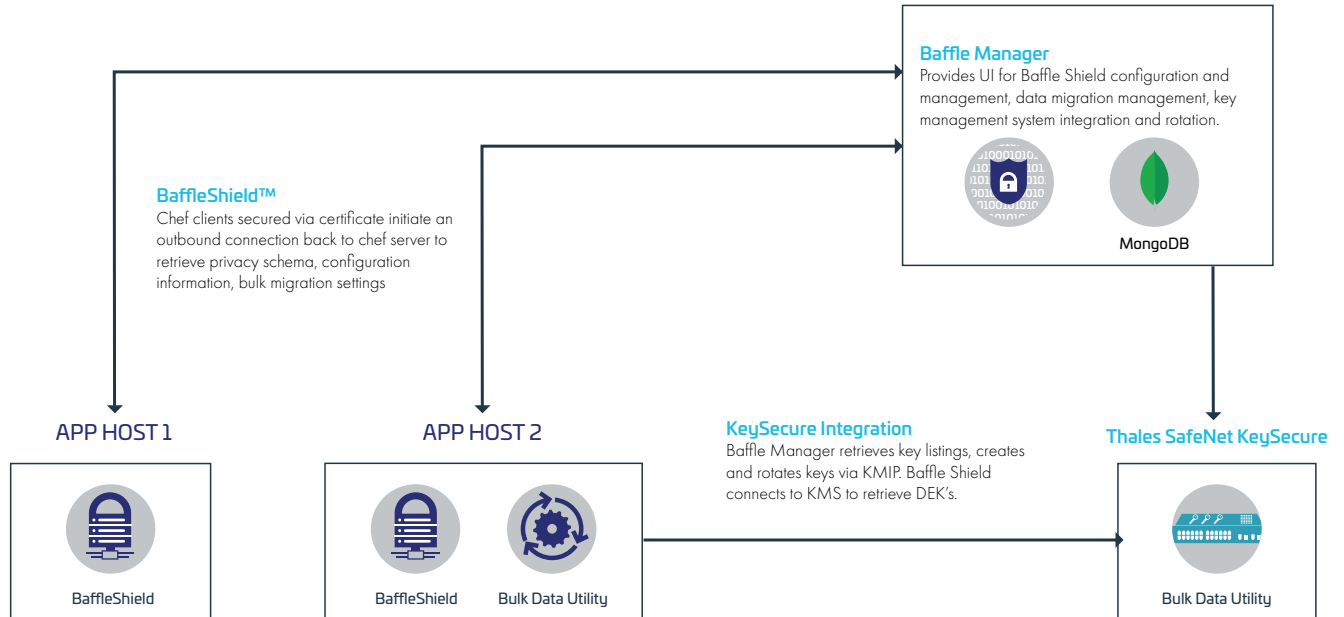 Baffle Manager
Provides UI for Baffle Shield configuration and
management, data migration management, key
management system integration and rotation.
MongoDB
BaffleShield™
Chef clients secured via certificate initiate an
outbound connection back to chef server to
retrieve privacy schema, configuration
information, bulk migration settings
APP HOST 1
APP HOST 2
KeySecure Integration
Baffle Manager retrieves key listings, creates
and rotates keys via KMIP. Baffle Shield
connects to KMS to retrieve DEK's.
Thales SafeNet KeySecure
BaffleShield
BaffleShield
Bulk Data Utility
Bulk Data Utility